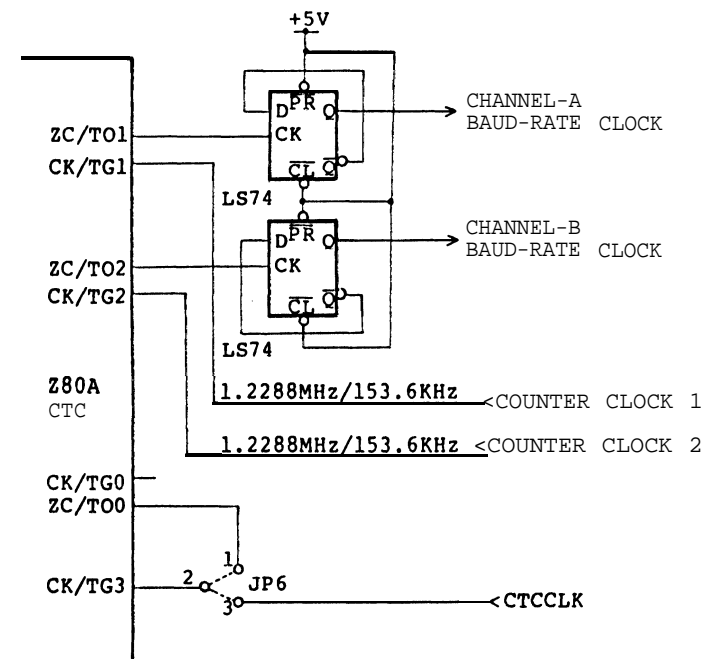 +5V
D PR Q
CHANNEL-A
BAUD-RATE CLOCK
ZC/TO1
CK
CK/TG1
CL Q
LS74
D PR Q
CHANNEL-B
BAUD-RATE CLOCK
ZC/TO2
CK
CK/TG2
CL Q
LS74
Z80A
CTC
1.2288MHz/153.6KHz
<COUNTER CLOCK 1
1.2288MHz/153.6KHz
<COUNTER CLOCK 2
CK/TG0
ZC/TO0
1
CK/TG3
2
JP6
3
<CTCCLK